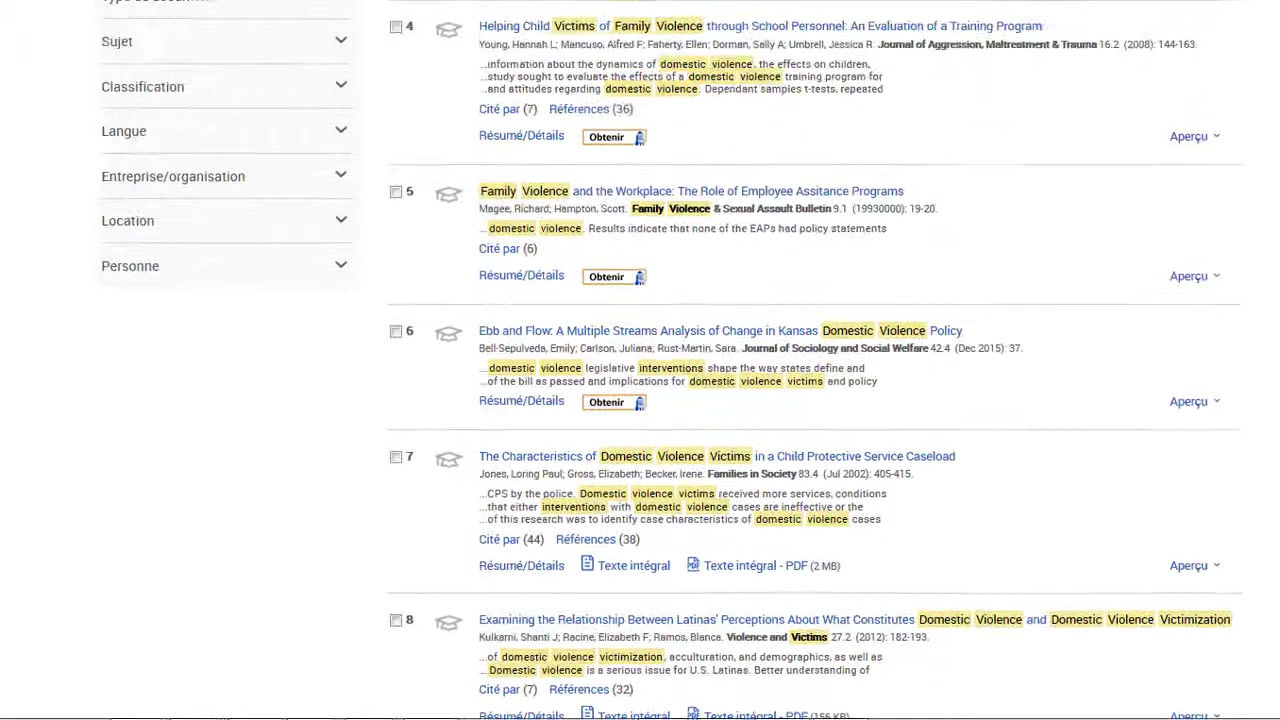 Sujet
Classification
Langue
Entreprise/organisation
Location
Personne
4 Helping Child Victims of Family Violence through School Personnel: An Evaluation of a Training Program
Young, Hannah L; Mancuso, Alfred F; Faherty, Ellen; Dorman, Sally A; Umbrell, Jessica R. Journal of Aggression, Maltreatment & Trauma 16.2 (2008): 144-163.
...information about the dynamics of domestic violence, the effects on children,
...study sought to evaluate the effects of a domestic violence training program for
...and attitudes regarding domestic violence. Dependant samples t-tests, repeated
Cité par (7) Références (36)
Résumé/Détails Obtenir Aperçu
5 Family Violence and the Workplace: The Role of Employee Assitance Programs
Magee, Richard; Hampton, Scott. Family Violence & Sexual Assault Bulletin 9.1 (19930000): 19-20.
...domestic violence. Results indicate that none of the EAPs had policy statements
Cité par (6)
Résumé/Détails Obtenir Aperçu
6 Ebb and Flow: A Multiple Streams Analysis of Change in Kansas Domestic Violence Policy
Bell-Sepulveda, Emily; Carlson, Juliana; Rust-Martin, Sara. Journal of Sociology and Social Welfare 42.4 (Dec 2015): 37.
...domestic violence legislative interventions shape the way states define and
...of the bill as passed and implications for domestic violence victims and policy
Résumé/Détails Obtenir Aperçu
7 The Characteristics of Domestic Violence Victims in a Child Protective Service Caseload
Jones, Loring Paul; Gross, Elizabeth; Becker, Irene. Families in Society 83.4 (Jul 2002): 405-415.
...CPS by the police. Domestic violence victims received more services, conditions
...that either interventions with domestic violence cases are ineffective or the
...of this research was to identify case characteristics of domestic violence cases
Cité par (44) Références (38)
Résumé/Détails Texte intégral PDF Texte intégral - PDF (2 MB) Aperçu
8 Examining the Relationship Between Latinas' Perceptions About What Constitutes Domestic Violence and Domestic Violence Victimization
Kulkarni, Shanti J; Racine, Elizabeth F; Ramos, Blanca. Violence and Victims 27.2 (2012): 182-193.
...of domestic violence victimization, acculturation, and demographics, as well as
...Domestic violence is a serious issue for U.S. Latinas. Better understanding of
Cité par (7) Références (32)
Résumé/Détails Texte intégral PDF Texte intégral - PDF (156 KB) Aperçu